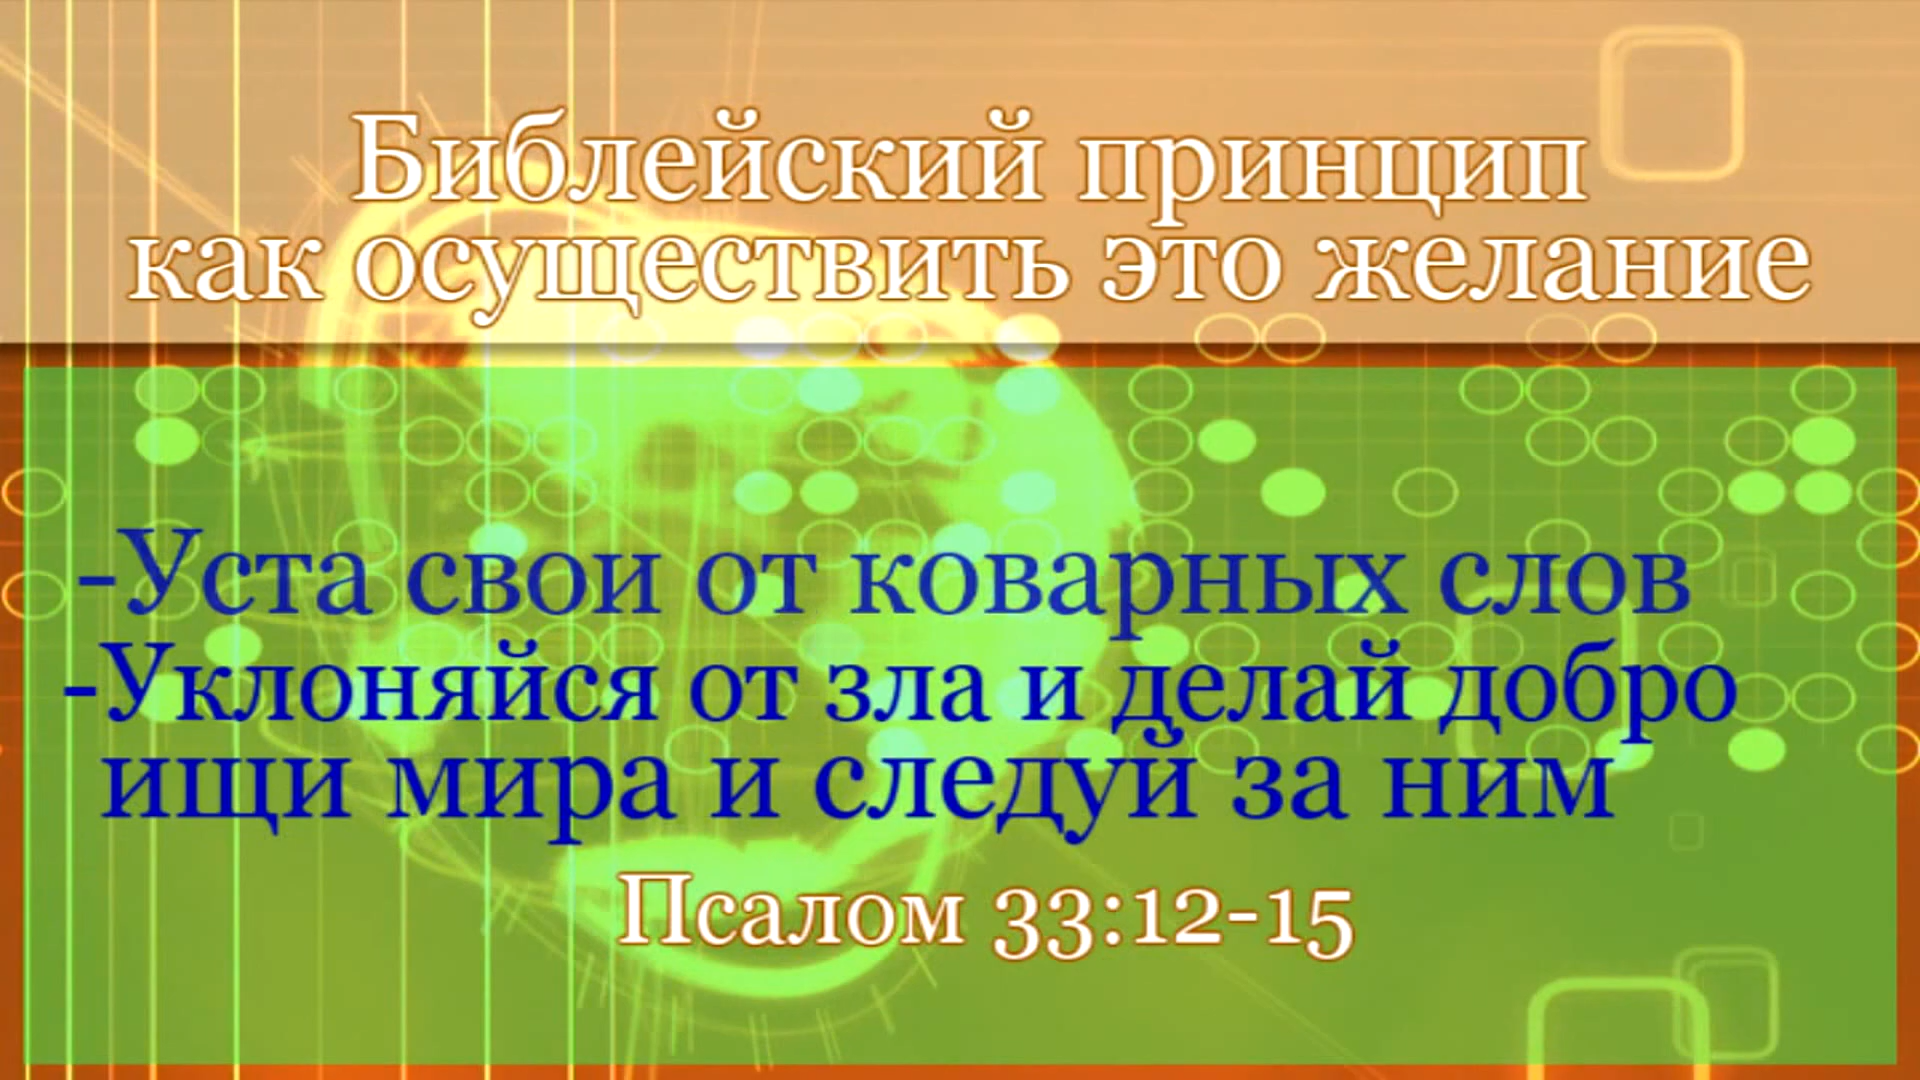 Библейский принцип
как осуществить это желание
-Уста свои от коварных слов
-Уклоняйся от зла и делай добро
ищи мира и следуй за ним
Псалом 33:12-15